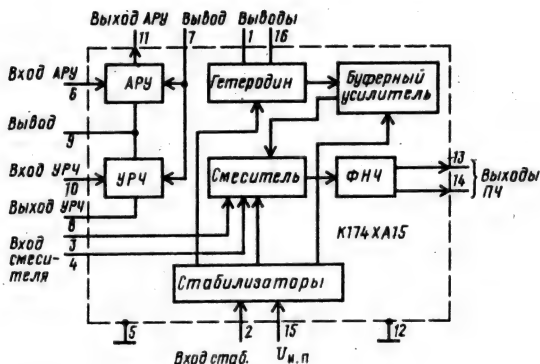 Выход АРУ Вывод Выводы
11 7 1 16
Вход АРУ
6
АРУ
Гетеродин
Буферный
усилитель
Вывод
9
Вход УРЧ
10
УРЧ
Смеситель
ФНЧ
13
14
Выходы
ПЧ
Выход УРЧ
8
Вход
3
смеси-
4
теля
К174ХА15
Стабилизаторы
5
2
15
12
Вход стаб.
Uи.п